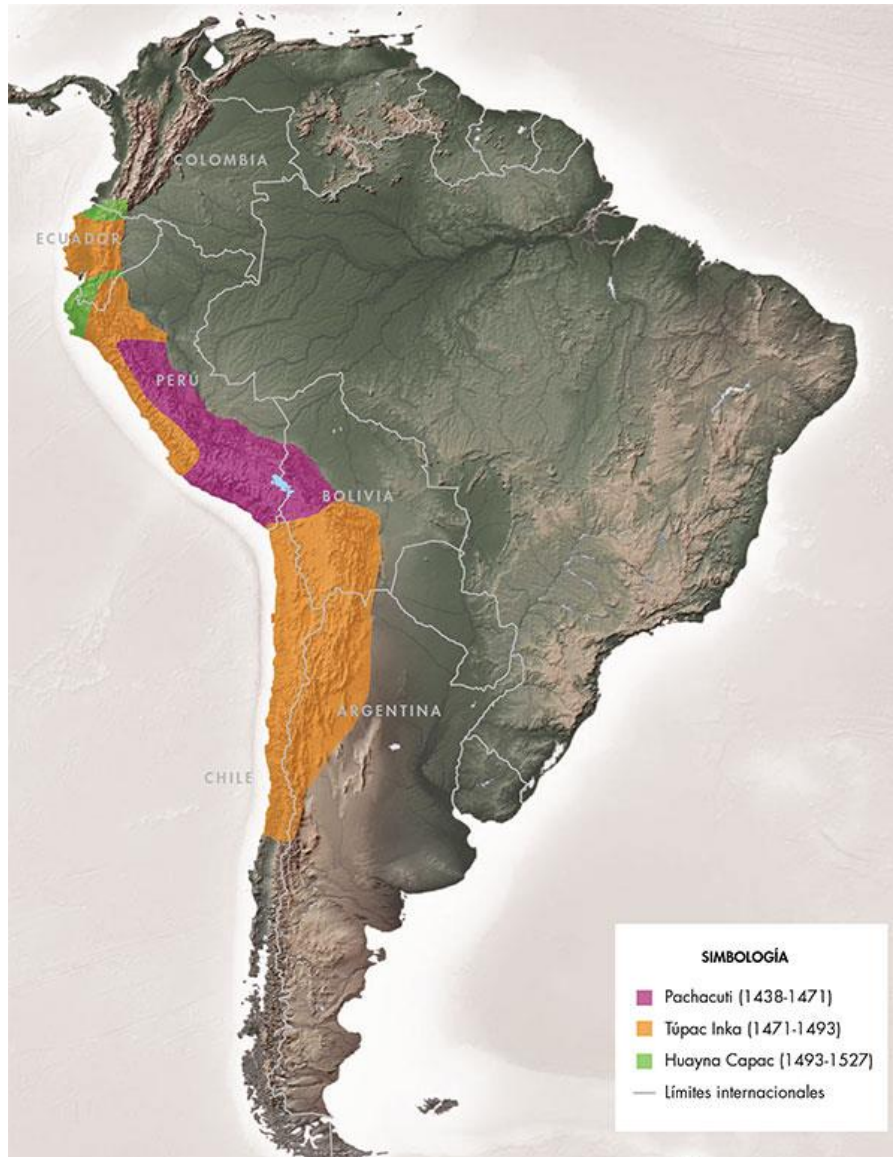 COLOMBIA
ECUADOR
PERÚ
BOLIVIA
ARGENTINA
CHILE
SIMBOLOGÍA
Pachacuti (1438-1471)
Túpac Inka (1471-1493)
Huayna Capac (1493-1527)
Límites internacionales